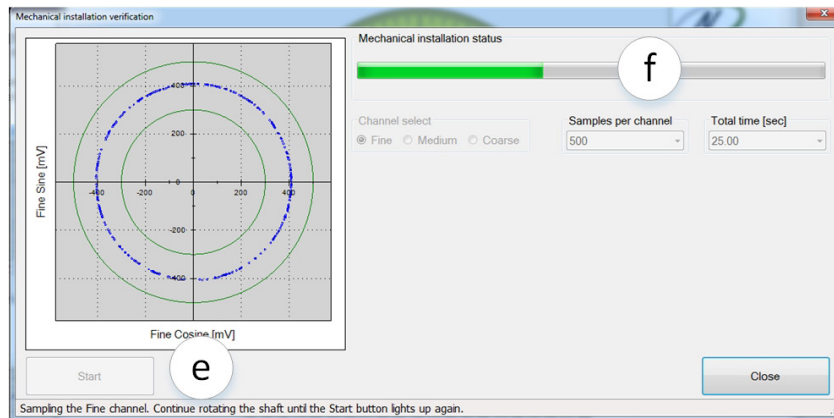 Mechanical installation verification
Mechanical installation status
f
Channel select
Fine
Medium
Coarse
Samples per channel
500
Total time [sec]
25.00
Fine Sine [mV]
400
200
-400
-200
0
0
200
400
-200
-400
Fine Cosine [mV]
Start
e
Close
Sampling the Fine channel. Continue rotating the shaft until the Start button lights up again.